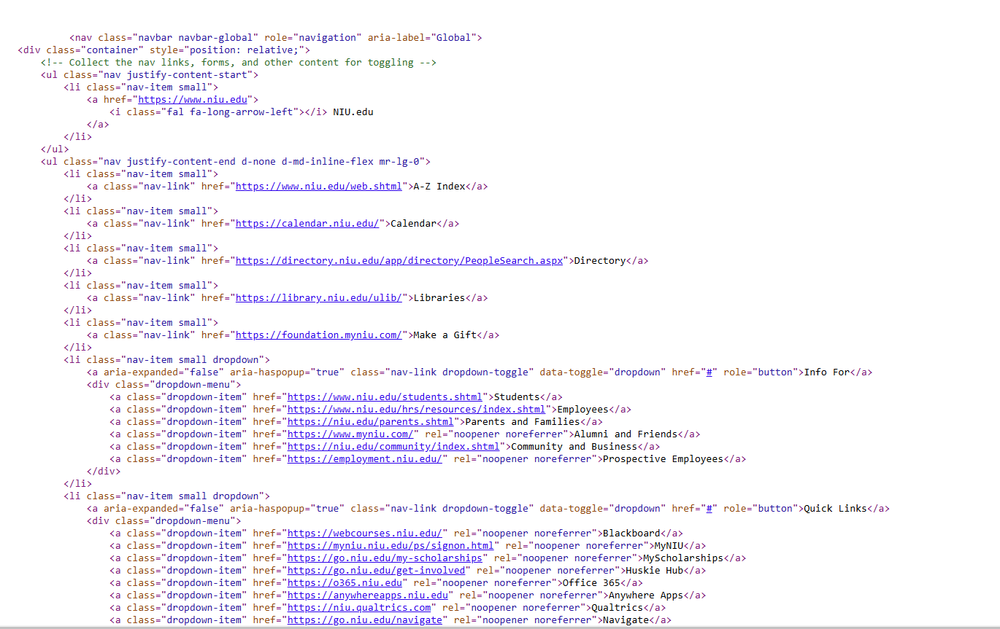 <nav class="navbar navbar-global" role="navigation" aria-label="Global">
<div class="container" style="position: relative;">
<!-- Collect the nav links, forms, and other content for toggling -->
<ul class="nav justify-content-start">
<li class="nav-item small">
<a href="https://www.niu.edu">
<i class="fal fa-long-arrow-left"></i> NIU.edu
</a>
</li>
</ul>
<ul class="nav justify-content-end d-none d-md-inline-flex mr-lg-0">
<li class="nav-item small">
<a class="nav-link" href="https://www.niu.edu/web.shtml">A-Z Index</a>
</li>
<li class="nav-item small">
<a class="nav-link" href="https://calendar.niu.edu/">Calendar</a>
</li>
<li class="nav-item small">
<a class="nav-link" href="https://directory.niu.edu/app/directory/PeopleSearch.aspx">Directory</a>
</li>
<li class="nav-item small">
<a class="nav-link" href="https://library.niu.edu/ulib/">Libraries</a>
</li>
<li class="nav-item small">
<a class="nav-link" href="https://foundation.myniu.com/">Make a Gift</a>
</li>
<li class="nav-item small dropdown">
<a aria-expanded="false" aria-haspopup="true" class="nav-link dropdown-toggle" data-toggle="dropdown" href="#" role="button">Info For</a>
<div class="dropdown-menu">
<a class="dropdown-item" href="https://www.niu.edu/students.shtml">Students</a>
<a class="dropdown-item" href="https://www.niu.edu/hrs/resources/index.shtml">Employees</a>
<a class="dropdown-item" href="https://niu.edu/parents.shtml">Parents and Families</a>
<a class="dropdown-item" href="https://www.myniu.com/" rel="noopener noreferrer">Alumni and Friends</a>
<a class="dropdown-item" href="https://niu.edu/community/index.shtml">Community and Business</a>
<a class="dropdown-item" href="https://employment.niu.edu/" rel="noopener noreferrer">Prospective Employees</a>
</div>
</li>
<li class="nav-item small dropdown">
<a aria-expanded="false" aria-haspopup="true" class="nav-link dropdown-toggle" data-toggle="dropdown" href="#" role="button">Quick Links</a>
<div class="dropdown-menu">
<a class="dropdown-item" href="https://webcourses.niu.edu/" rel="noopener noreferrer">Blackboard</a>
<a class="dropdown-item" href="https://myniu.niu.edu/ps/signon.html" rel="noopener noreferrer">MyNIU</a>
<a class="dropdown-item" href="https://go.niu.edu/my-scholarships" rel="noopener noreferrer">MyScholarships</a>
<a class="dropdown-item" href="https://go.niu.edu/get-involved" rel="noopener noreferrer">Huskie Hub</a>
<a class="dropdown-item" href="https://o365.niu.edu" rel="noopener noreferrer">Office 365</a>
<a class="dropdown-item" href="https://anywhereapps.niu.edu" rel="noopener noreferrer">Anywhere Apps</a>
<a class="dropdown-item" href="https://niu.qualtrics.com" rel="noopener noreferrer">Qualtrics</a>
<a class="dropdown-item" href="https://go.niu.edu/navigate" rel="noopener noreferrer">Navigate</a>